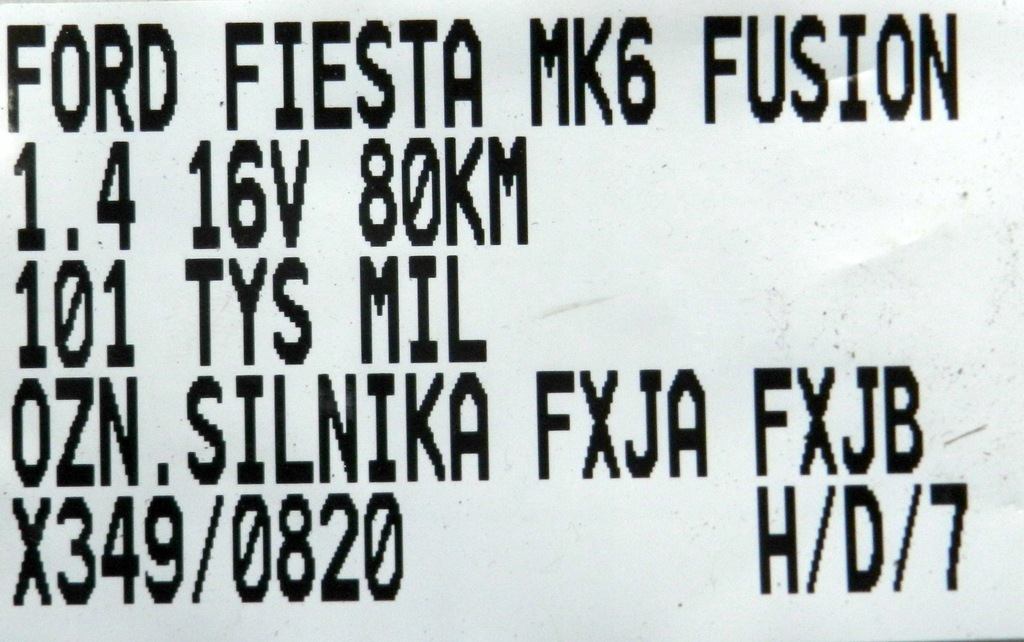 FORD FIESTA MK6 FUSION
1.4 16V 80KM
101 TYS MIL
OZN.SILNIKA FXJA FXJB
X349/0820 H/D/7